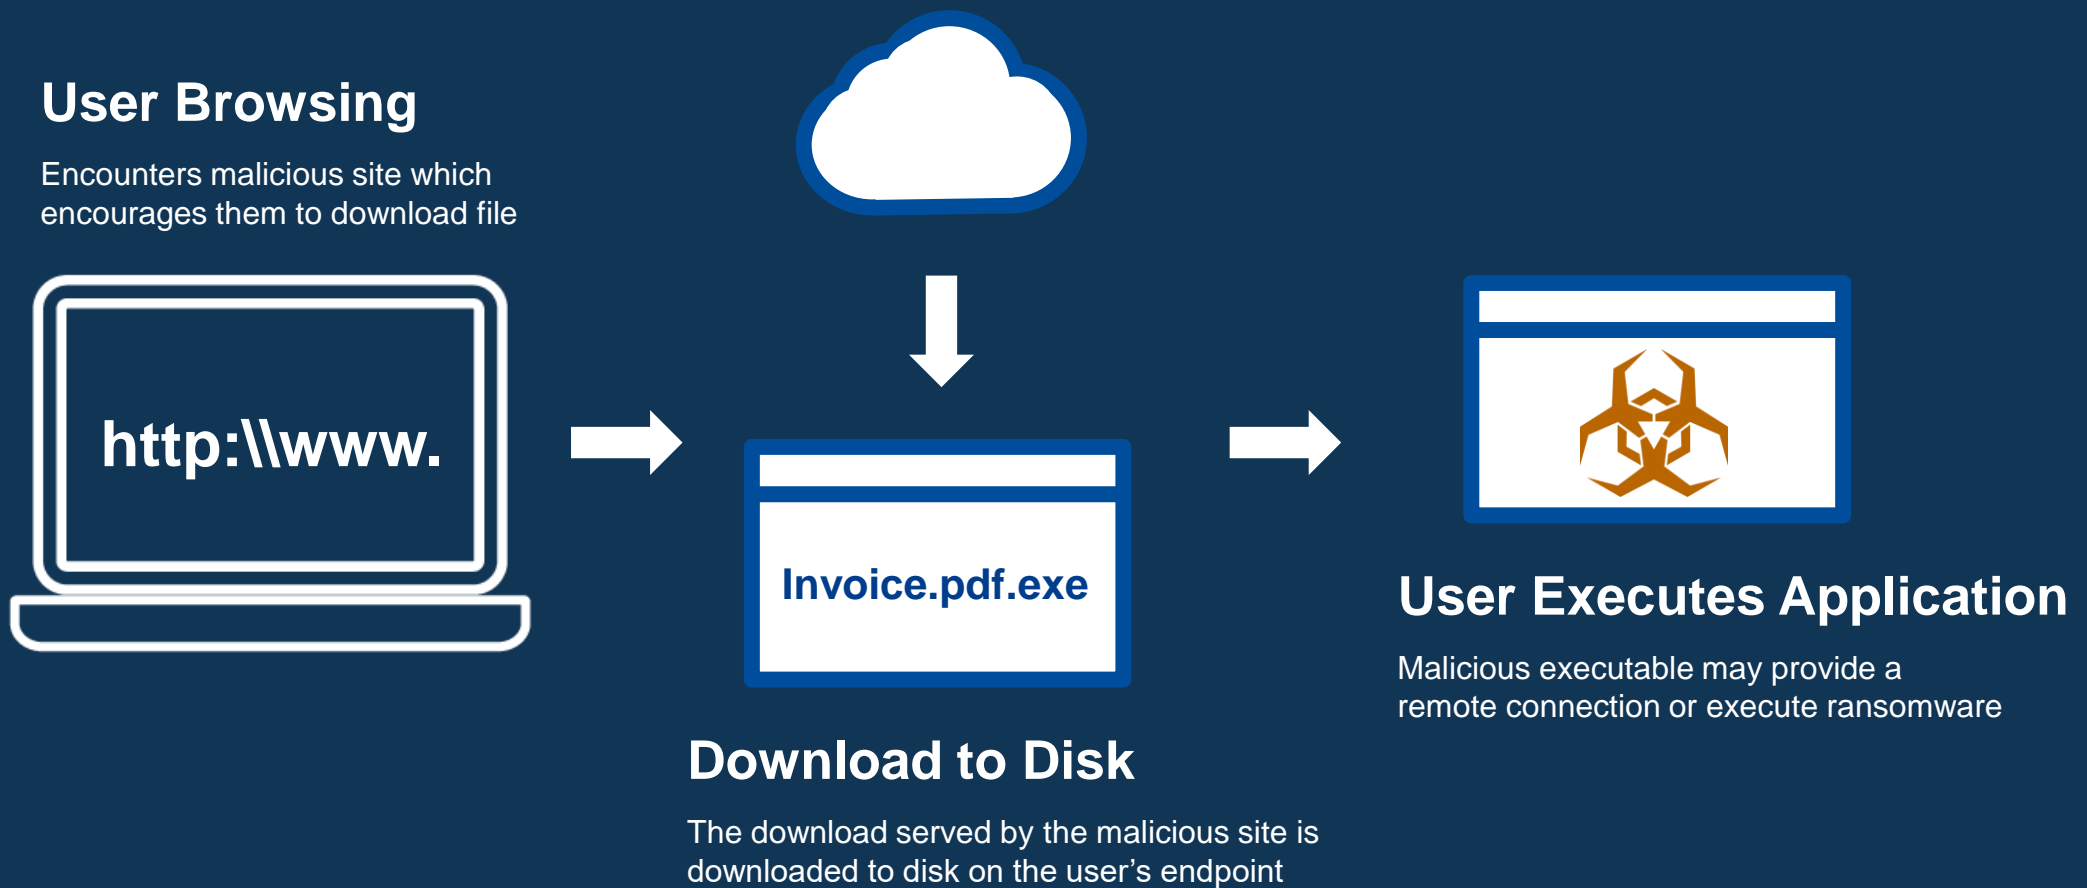 User Browsing
Encounters malicious site which
encourages them to download file
http:\\www.
Invoice.pdf.exe
Download to Disk
The download served by the malicious site is
downloaded to disk on the user’s endpoint
User Executes Application
Malicious executable may provide a
remote connection or execute ransomware